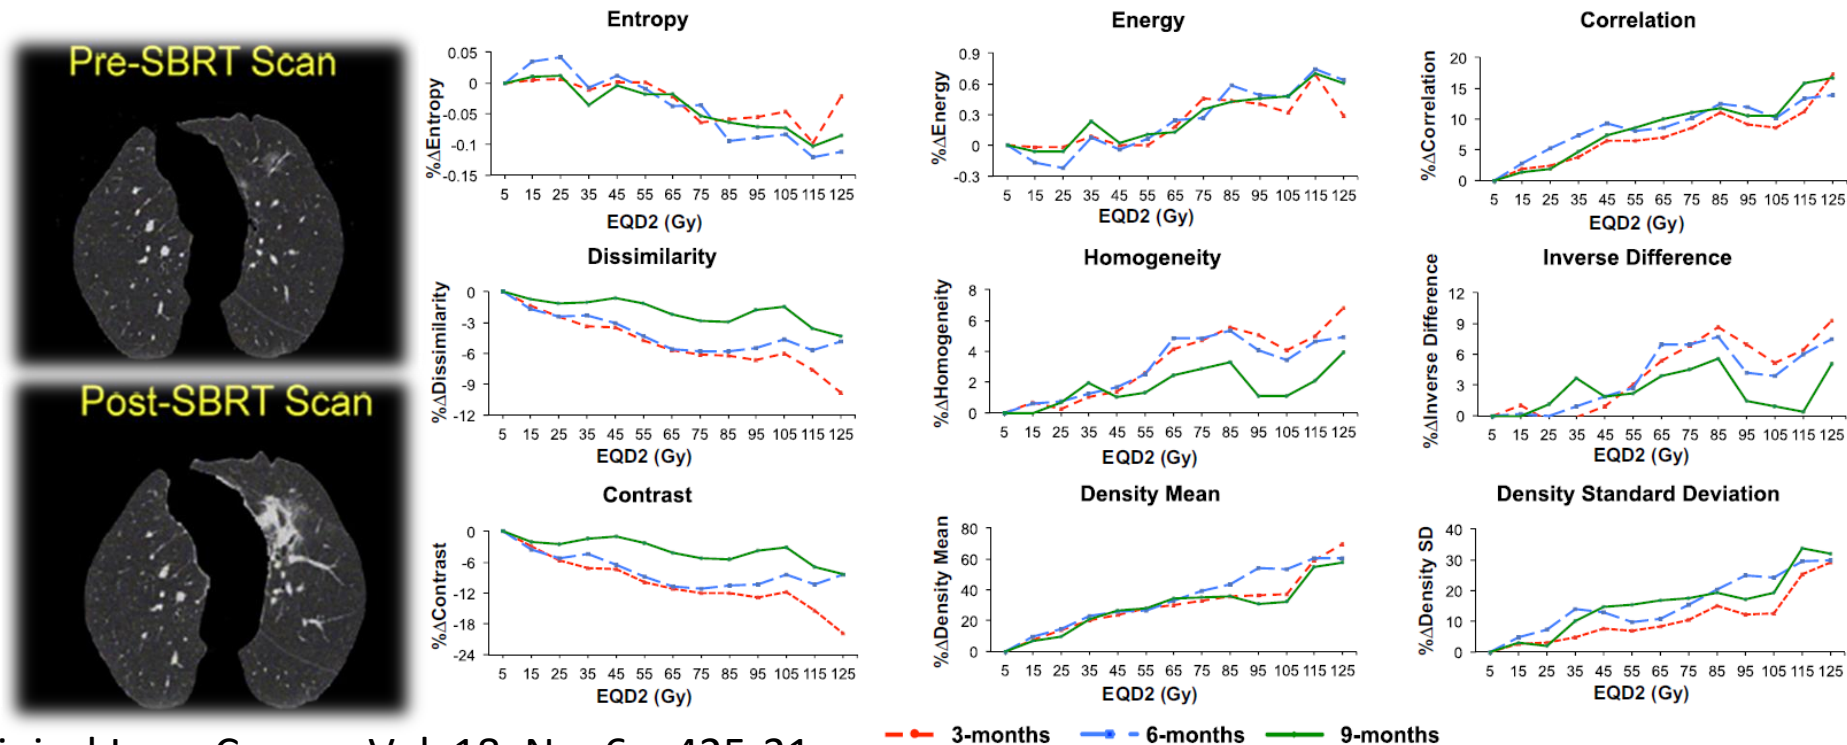 Pre-SBRT Scan
Post-SBRT Scan
Entropy
%ΔEntropy
0.05
0
-0.05
-0.1
-0.15
5 15 25 35 45 55 65 75 85 95 105 115 125
EQD2 (Gy)
Energy
%ΔEnergy
0.9
0.6
0.3
0
-0.3
5 15 25 35 45 55 65 75 85 95 105 115 125
EQD2 (Gy)
Correlation
%ΔCorrelation
20
15
10
5
0
5 15 25 35 45 55 65 75 85 95 105 115 125
EQD2 (Gy)
Dissimilarity
%ΔDissimilarity
0
-3
-6
-9
-12
5 15 25 35 45 55 65 75 85 95 105 115 125
EQD2 (Gy)
Homogeneity
%ΔHomogeneity
8
6
4
2
0
5 15 25 35 45 55 65 75 85 95 105 115 125
EQD2 (Gy)
Inverse Difference
%ΔInverse Difference
12
9
6
3
0
5 15 25 35 45 55 65 75 85 95 105 115 125
EQD2 (Gy)
Contrast
%ΔContrast
0
-6
-12
-18
-24
5 15 25 35 45 55 65 75 85 95 105 115 125
EQD2 (Gy)
Density Mean
%ΔDensity Mean
80
60
40
20
0
5 15 25 35 45 55 65 75 85 95 105 115 125
EQD2 (Gy)
Density Standard Deviation
%ΔDensity SD
40
30
20
10
0
5 15 25 35 45 55 65 75 85 95 105 115 125
EQD2 (Gy)
3-months 6-months 9-months